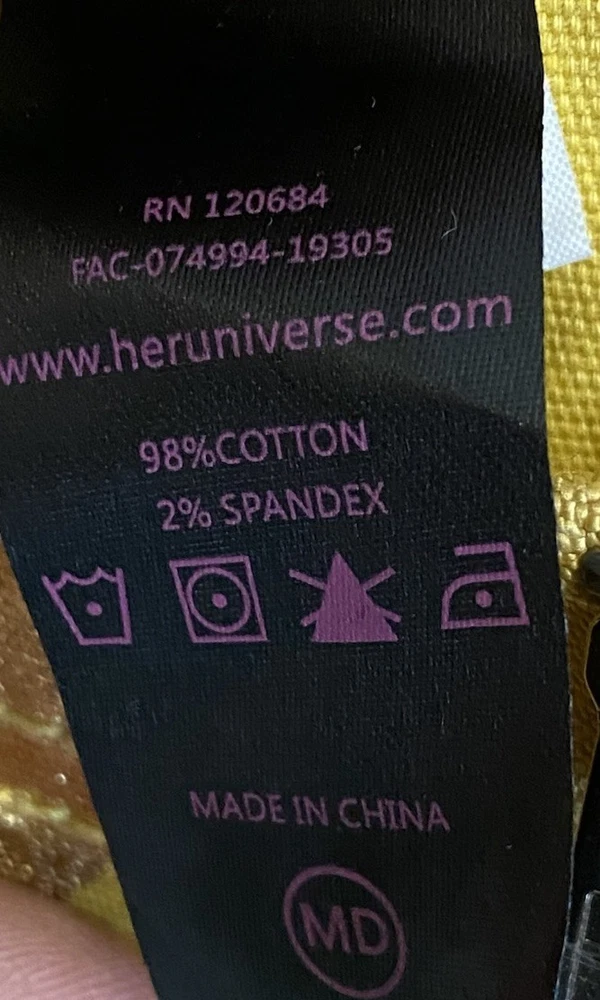 RN 120684
FAC-074994-19305
www.heruniverse.com
98%COTTON
2% SPANDEX
MADE IN CHINA
MD